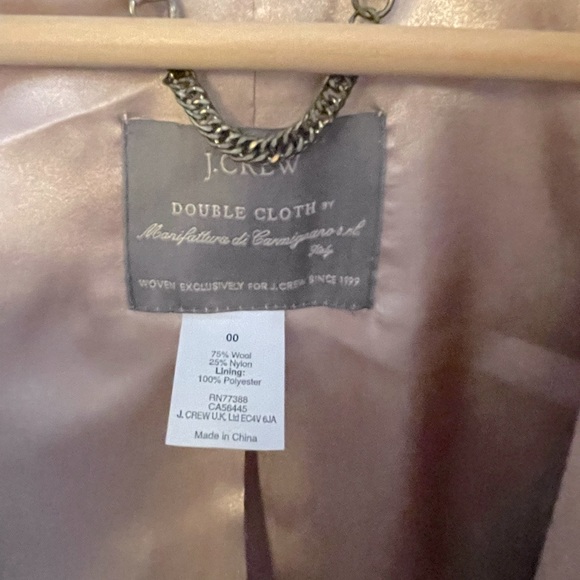 J.CREW
DOUBLE CLOTH BY
Manifattura di Carmignano s.r.l.
Italy
WOVEN EXCLUSIVELY FOR J.CREW SINCE 1999
00
75% Wool
25% Nylon
Lining:
100% Polyester
RN77388
CA56445
J. CREW U.K. Ltd EC4V 6JA
Made in China